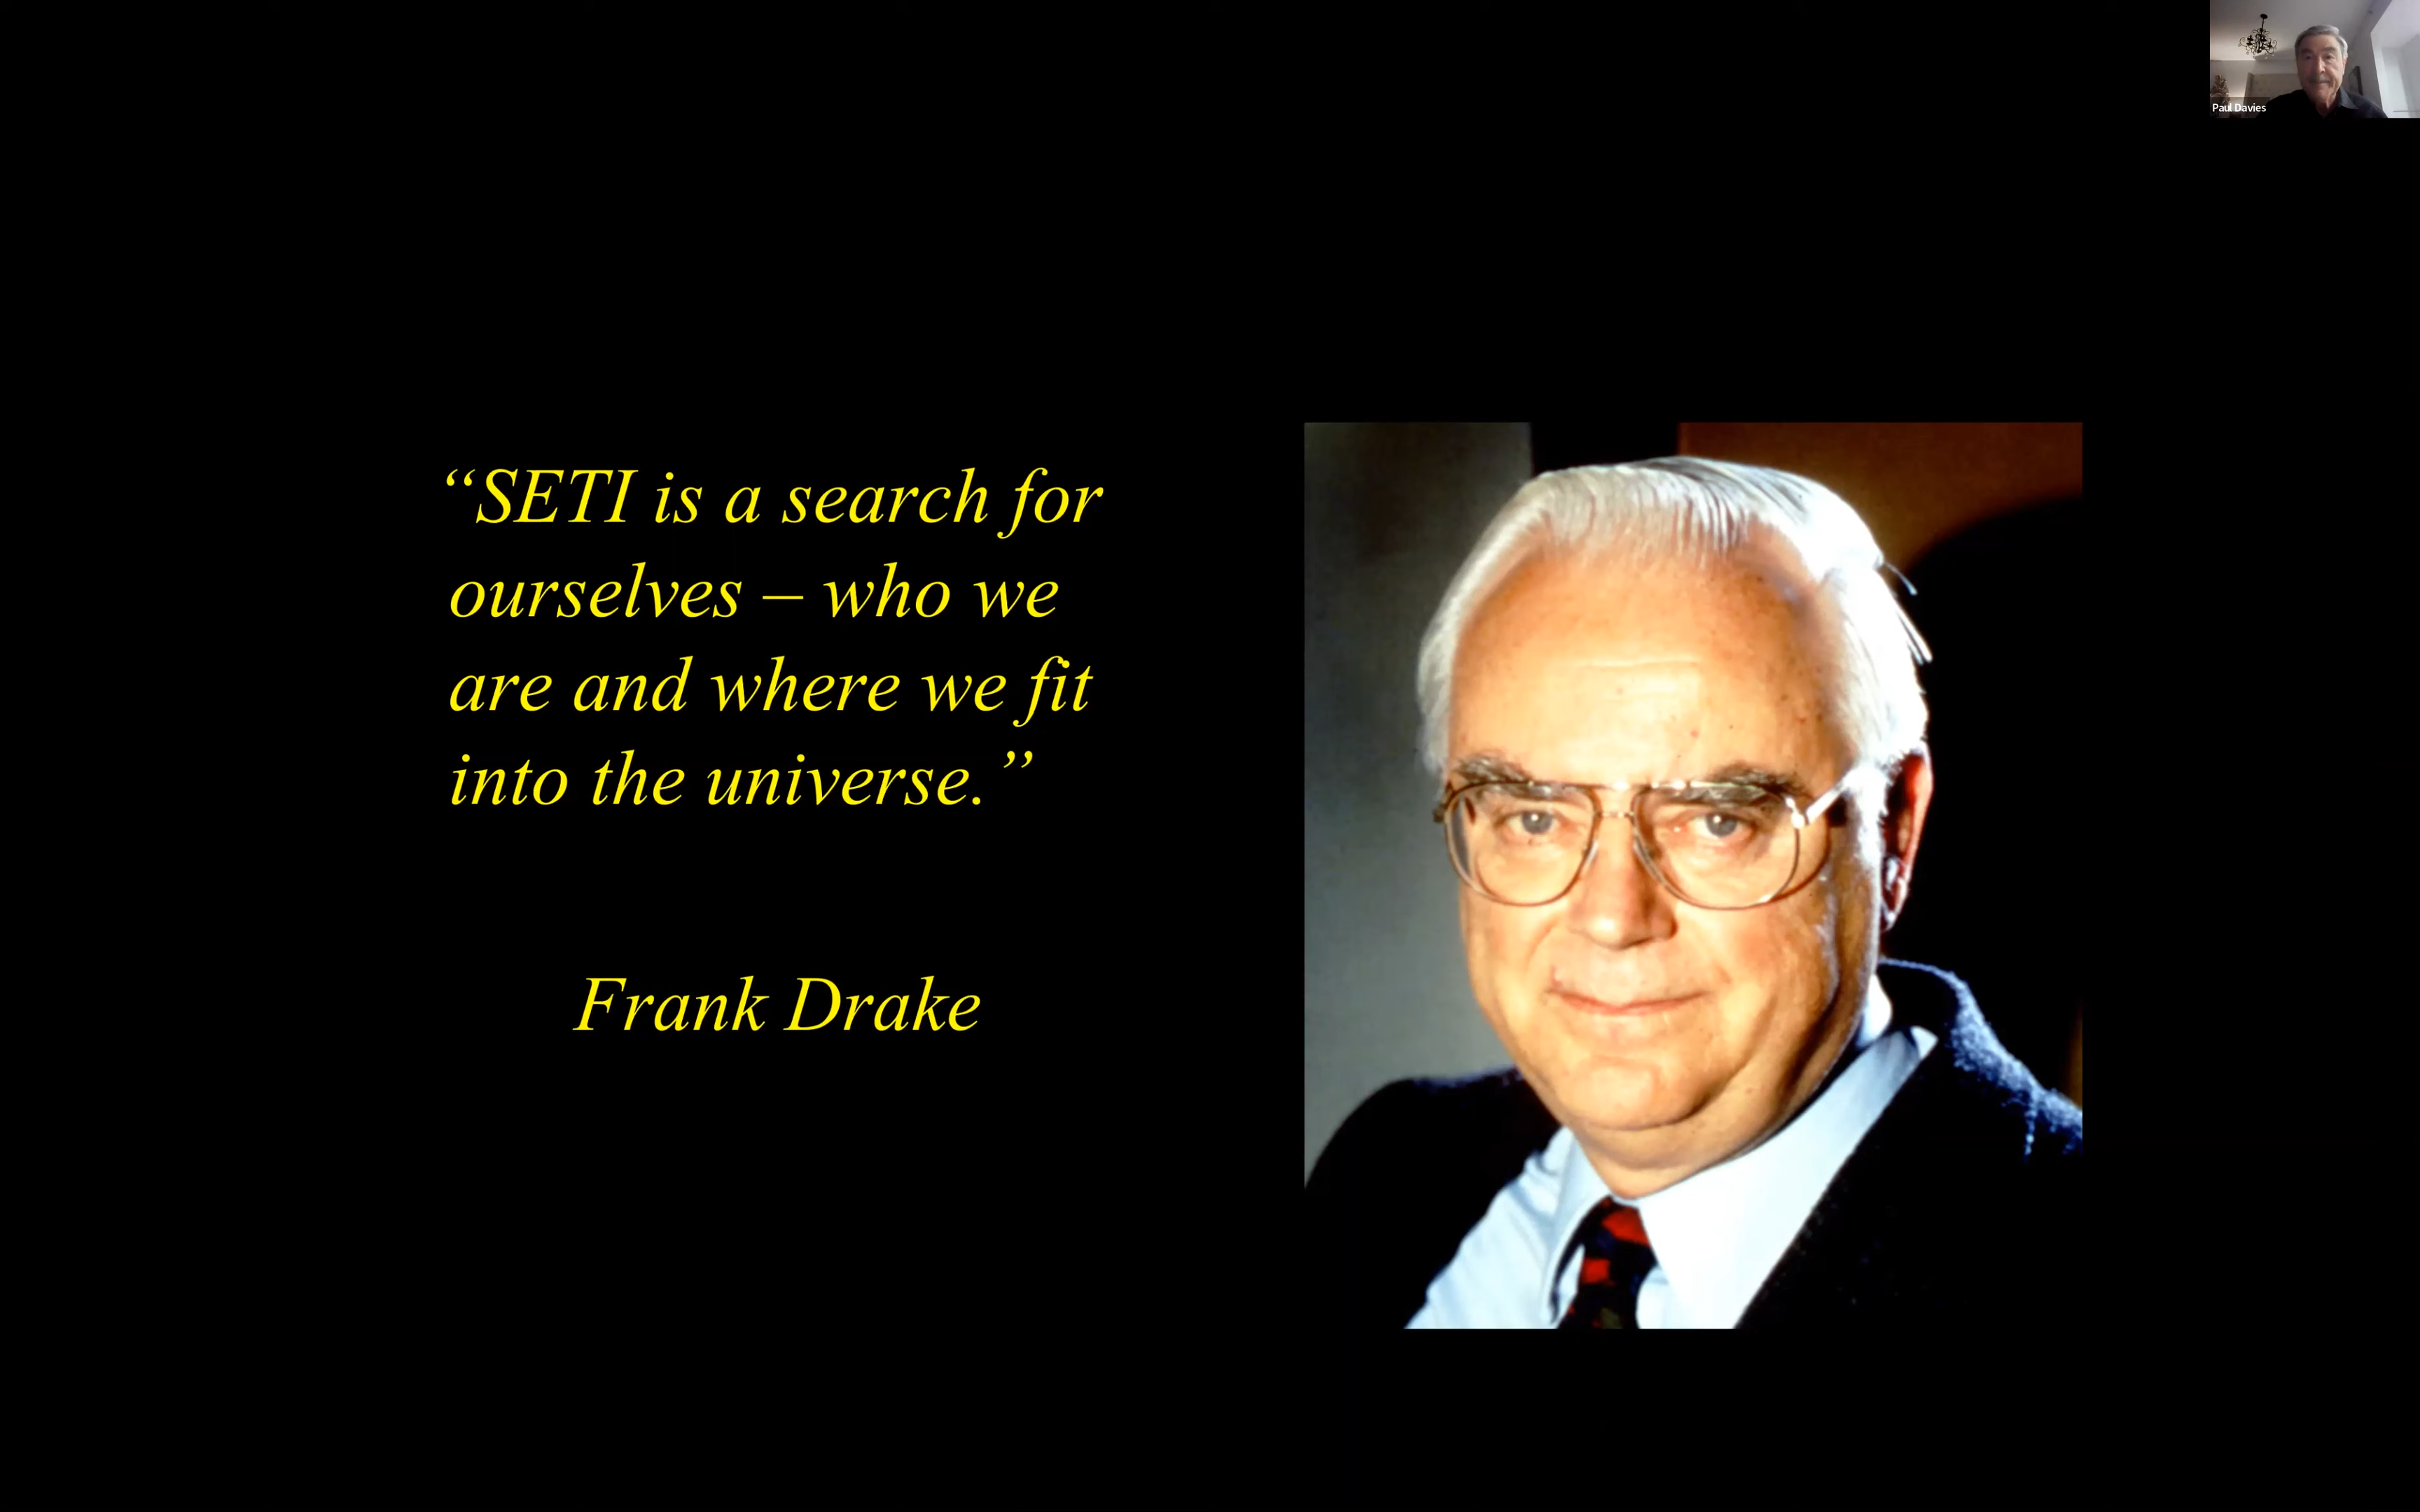 “SETI is a search for
ourselves – who we
are and where we fit
into the universe.”
Frank Drake
Paul Davies